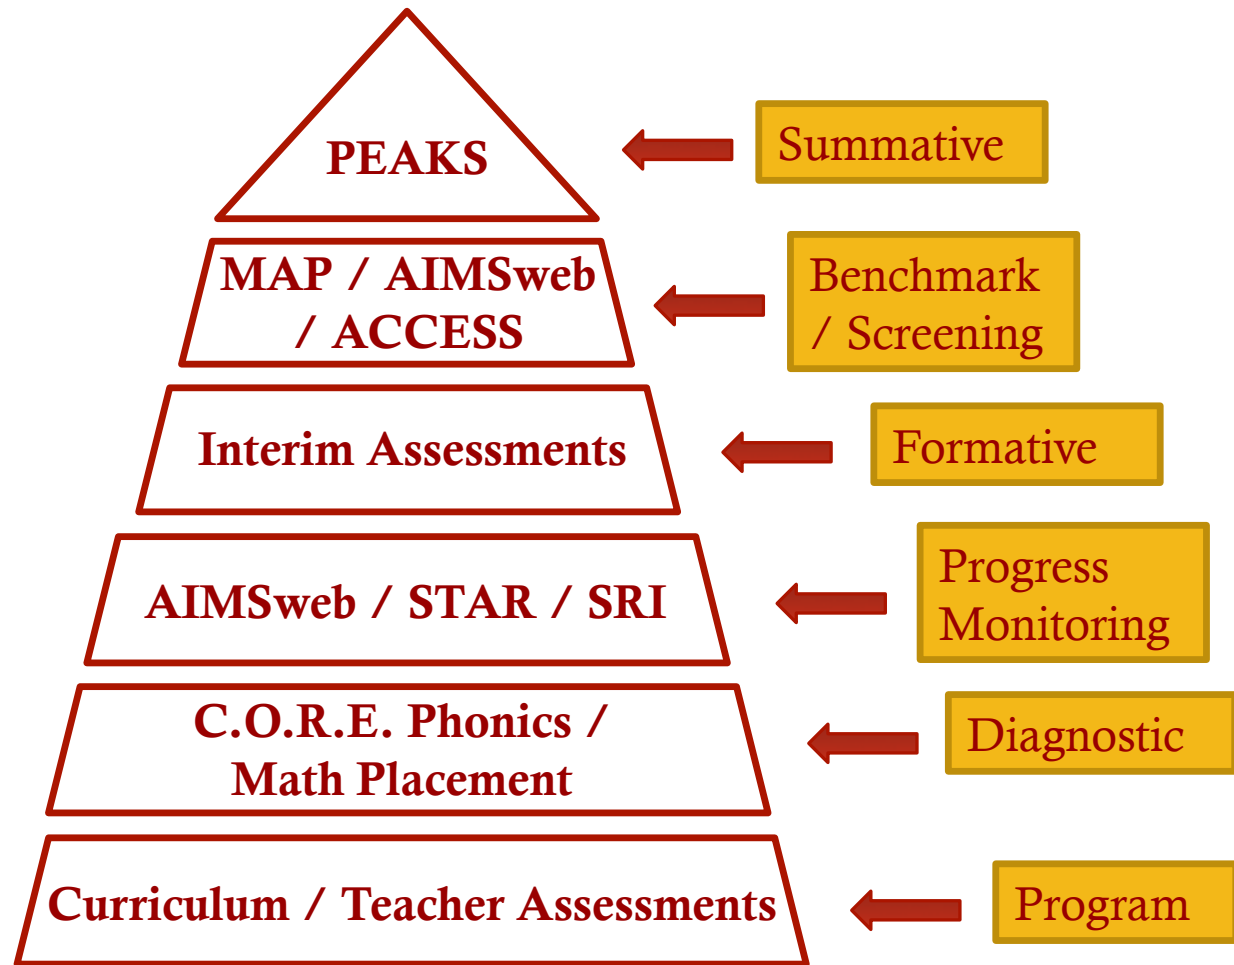 PEAKS
Summative
MAP / AIMSweb
/ ACCESS
Benchmark
/ Screening
Interim Assessments
Formative
AIMSweb / STAR / SRI
Progress
Monitoring
C.O.R.E. Phonics /
Math Placement
Diagnostic
Curriculum / Teacher Assessments
Program